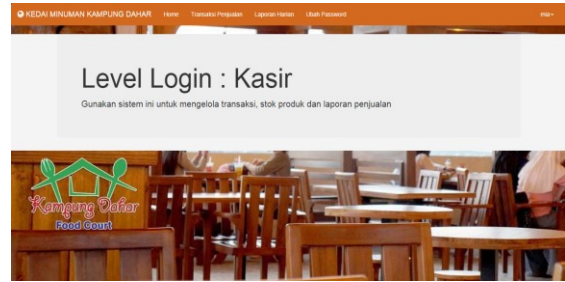 KEDAI MINUMAN KAMPUNG DAHAR Home Transaksi Penjualan Laporan Harian Ubah Password mia
Level Login : Kasir
Gunakan sistem ini untuk mengelola transaksi, stok produk dan laporan penjualan
Kampung Dahar
Food Court